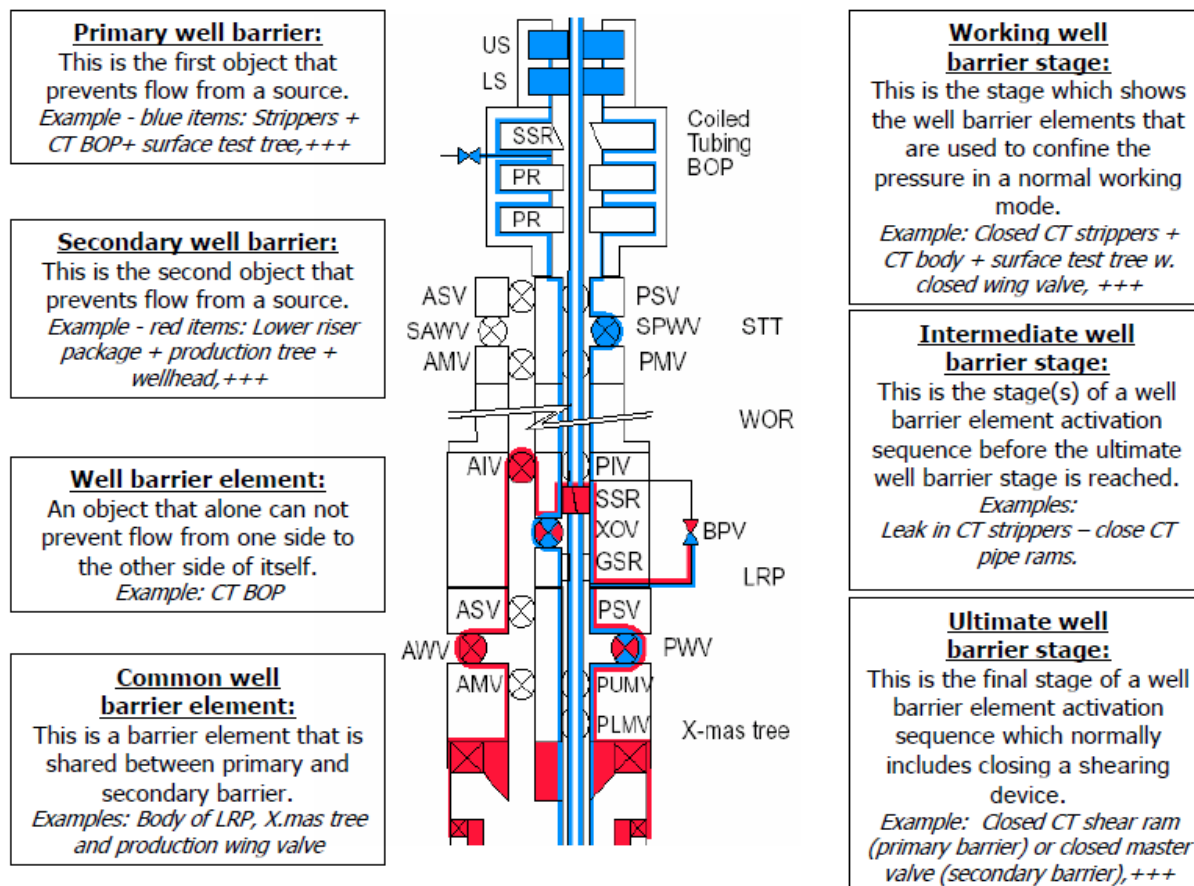 Primary well barrier:
This is the first object that
prevents flow from a source.
Example - blue items: Strippers +
CT BOP+ surface test tree,+++
Secondary well barrier:
This is the second object that
prevents flow from a source.
Example - red items: Lower riser
package + production tree +
wellhead,+++
Well barrier element:
An object that alone can not
prevent flow from one side to
the other side of itself.
Example: CT BOP
Common well
barrier element:
This is a barrier element that is
shared between primary and
secondary barrier.
Examples: Body of LRP, X.mas tree
and production wing valve
US
LS
SSR
PR
PR
Coiled
Tubing
BOP
ASV
PSV
SAWV
SPWV
STT
AMV
PMV
WOR
AIV
PIV
SSR
XOV
BPV
GSR
LRP
ASV
PSV
AWV
PWV
AMV
PUMV
PLMV
X-mas tree
Working well
barrier stage:
This is the stage which shows
the well barrier elements that
are used to confine the
pressure in a normal working
mode.
Example: Closed CT strippers +
CT body + surface test tree w.
closed wing valve, +++
Intermediate well
barrier stage:
This is the stage(s) of a well
barrier element activation
sequence before the ultimate
well barrier stage is reached.
Examples:
Leak in CT strippers – close CT
pipe rams.
Ultimate well
barrier stage:
This is the final stage of a well
barrier element activation
sequence which normally
includes closing a shearing
device.
Example: Closed CT shear ram
(primary barrier) or closed master
valve (secondary barrier),+++